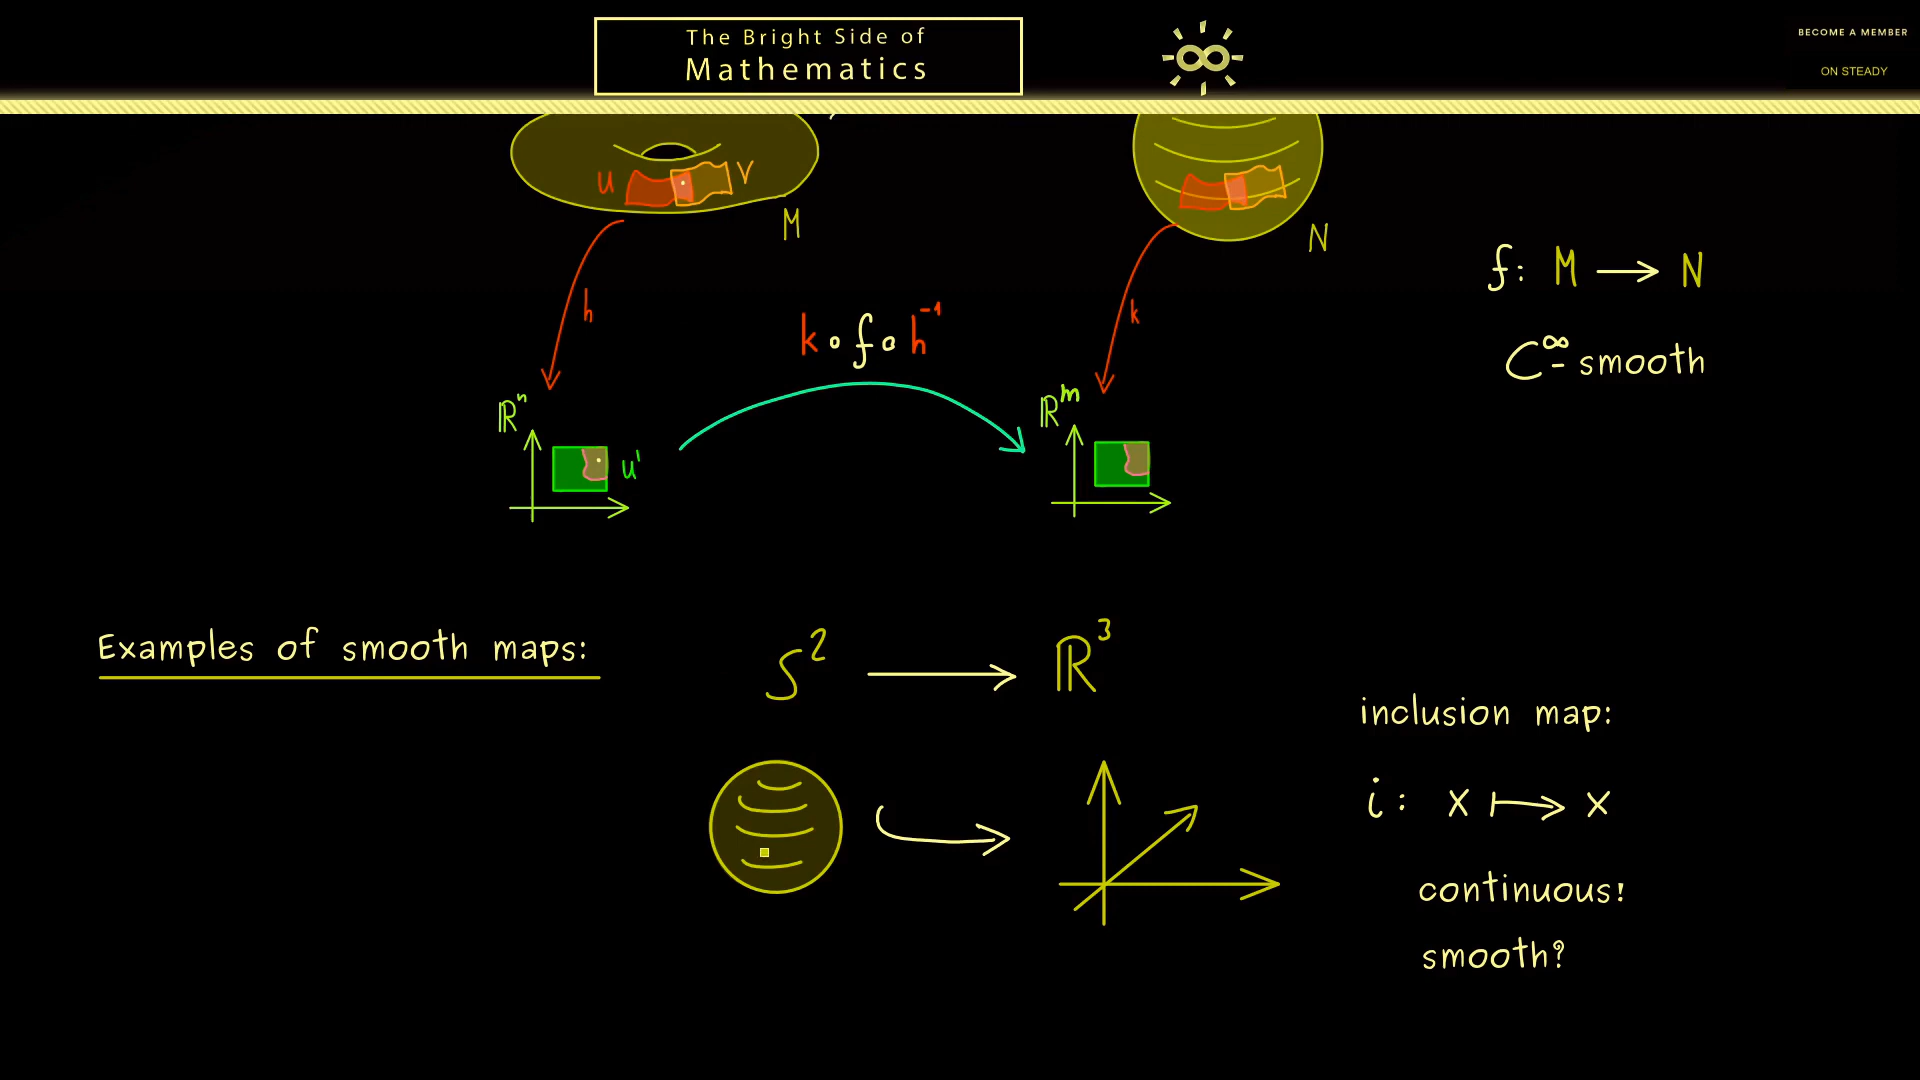 The Bright Side of
Mathematics
BECOME A MEMBER
ON STEADY
U V
M
N
h
k
k ∘ f ∘ h⁻¹
f: M → N
C^∞-smooth
ℝⁿ
U'
ℝᵐ
Examples of smooth maps:
S² → ℝ³
inclusion map:
i: x ↦ x
continuous!
smooth?